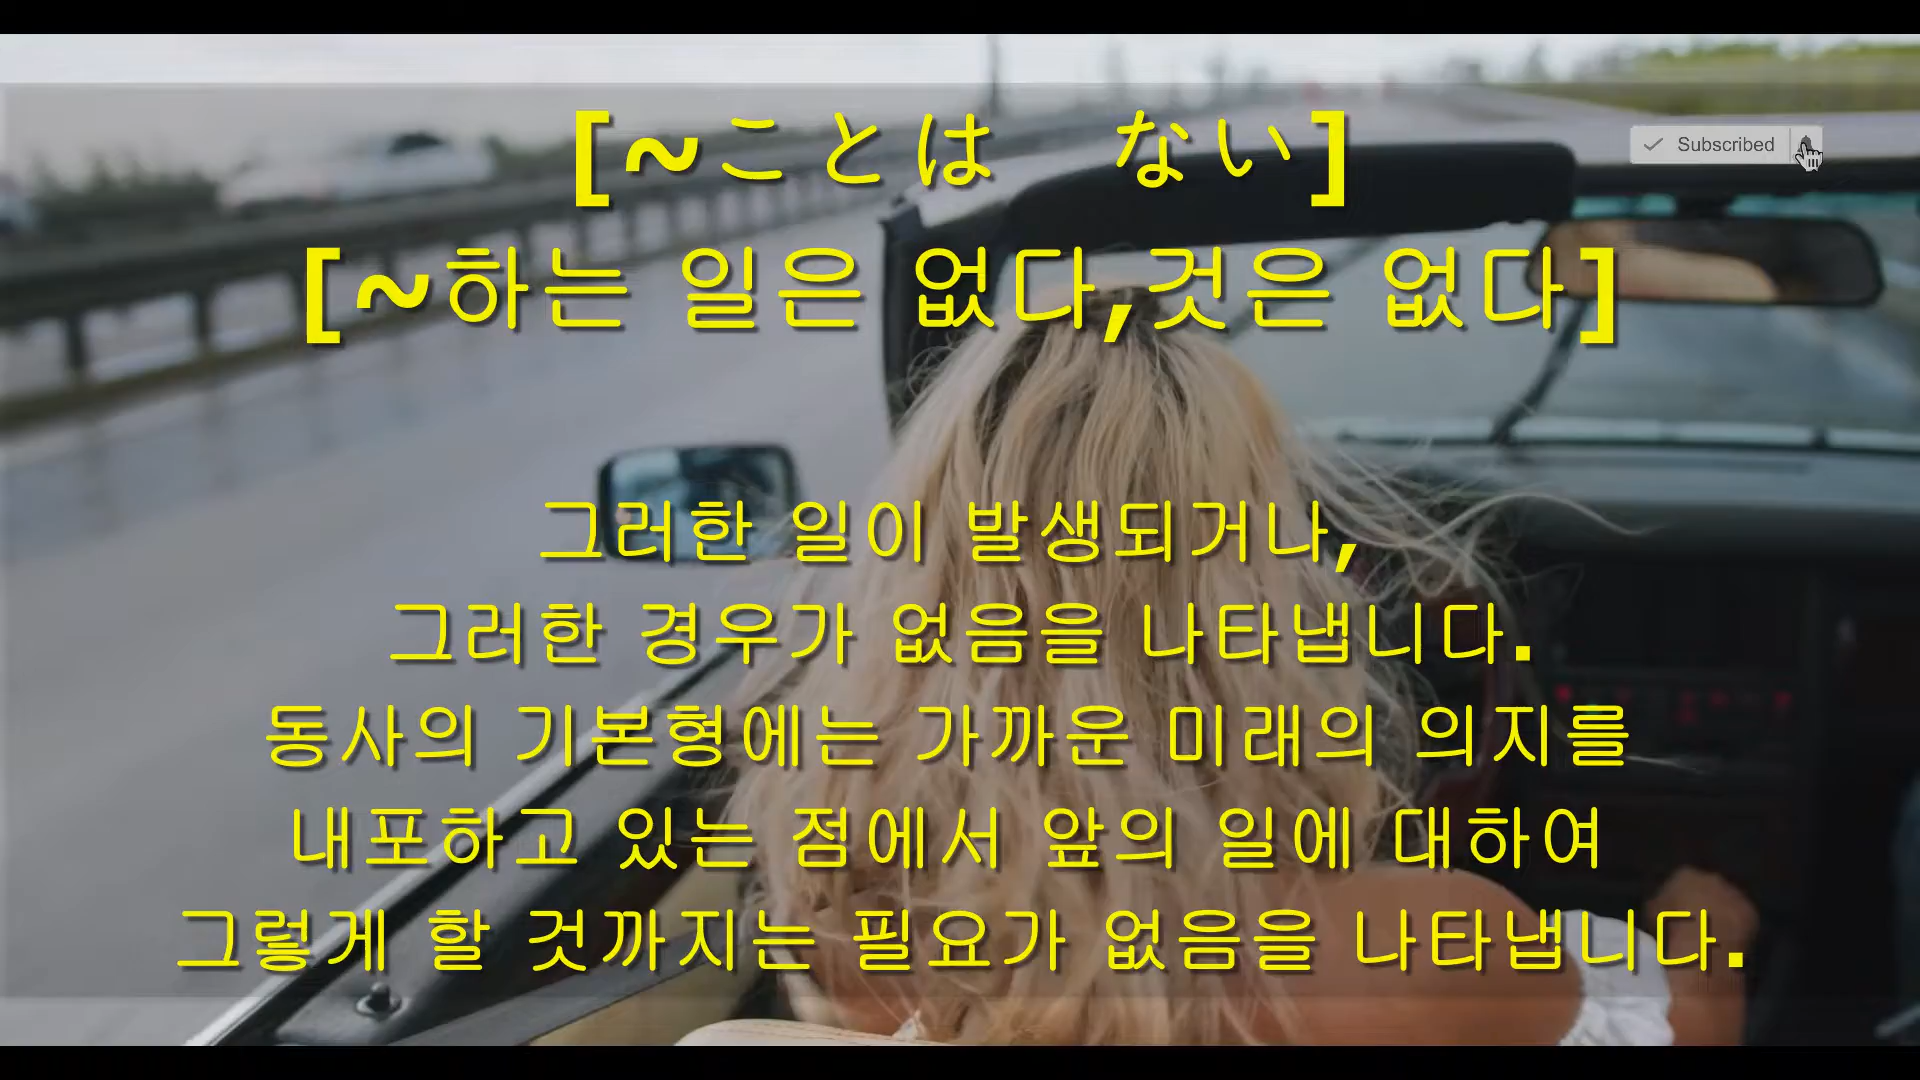 [~ことは　ない]
Subscribed
[~하는 일은 없다,것은 없다]
그러한 일이 발생되거나,
그러한 경우가 없음을 나타냅니다.
동사의 기본형에는 가까운 미래의 의지를
내포하고 있는 점에서 앞의 일에 대하여
그렇게 할 것까지는 필요가 없음을 나타냅니다.